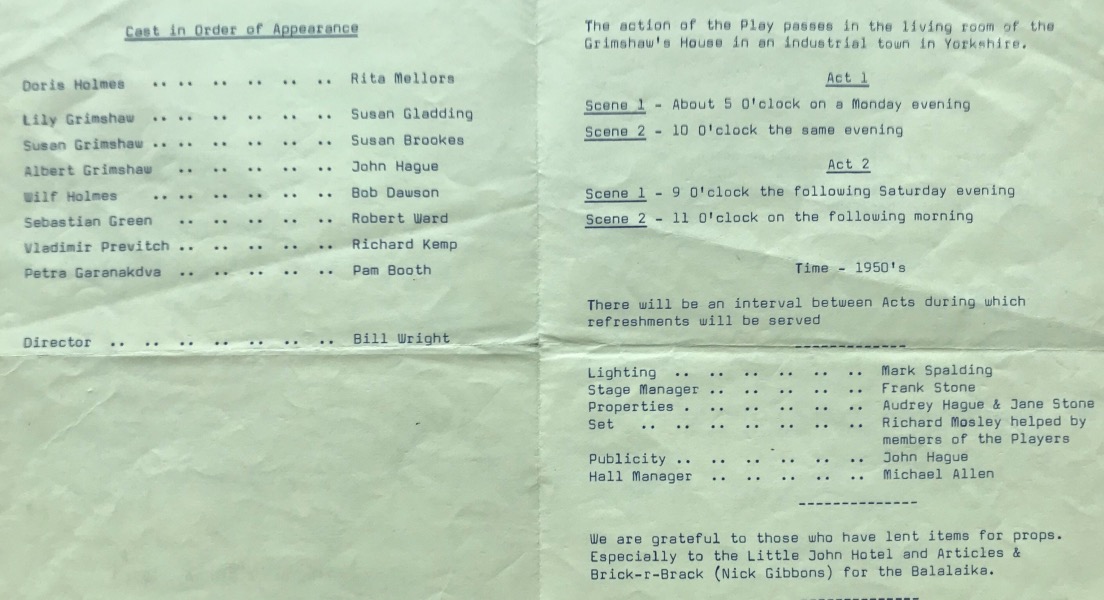 Cast in Order of Appearance
Doris Holmes .. .. .. .. .. .. Rita Mellors
Lily Grimshaw .. .. .. .. .. .. Susan Gladding
Susan Grimshaw .. .. .. .. .. .. Susan Brookes
Albert Grimshaw .. .. .. .. .. John Hague
Wilf Holmes .. .. .. .. .. .. Bob Dawson
Sebastian Green .. .. .. .. .. Robert Ward
Vladimir Previtch .. .. .. .. .. Richard Kemp
Petra Garanakdva .. .. .. .. .. Pam Booth
Director .. .. .. .. .. .. .. Bill Wright
The action of the Play passes in the living room of the
Grimshaw's House in an industrial town in Yorkshire.
Act 1
Scene 1 - About 5 O'clock on a Monday evening
Scene 2 - 10 O'clock the same evening
Act 2
Scene 1 - 9 O'clock the following Saturday evening
Scene 2 - 11 O'clock on the following morning
Time - 1950's
There will be an interval between Acts during which
refreshments will be served
-------------
Lighting .. .. .. .. .. .. Mark Spalding
Stage Manager .. .. .. .. .. Frank Stone
Properties . .. .. .. .. .. Audrey Hague & Jane Stone
Set .. .. .. .. .. .. .. Richard Mosley helped by
members of the Players
Publicity .. .. .. .. .. .. John Hague
Hall Manager .. .. .. .. .. Michael Allen
-------------
We are grateful to those who have lent items for props.
Especially to the Little John Hotel and Articles &
Brick-r-Brack (Nick Gibbons) for the Balalaika.
-------------